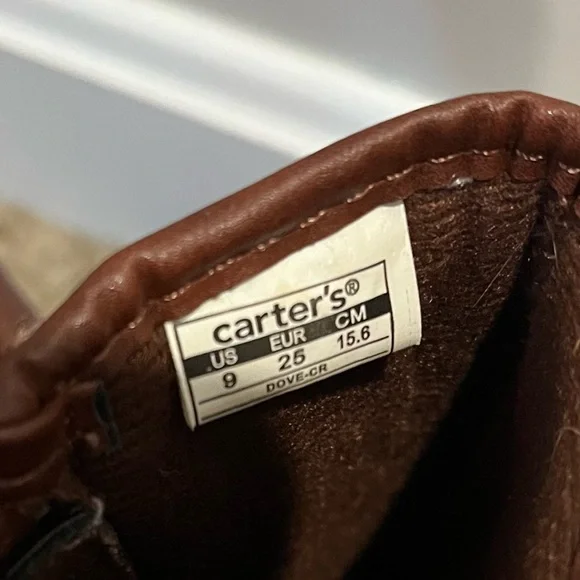 carter's®
US EUR CM
9 25 15.6
DOVE-CR